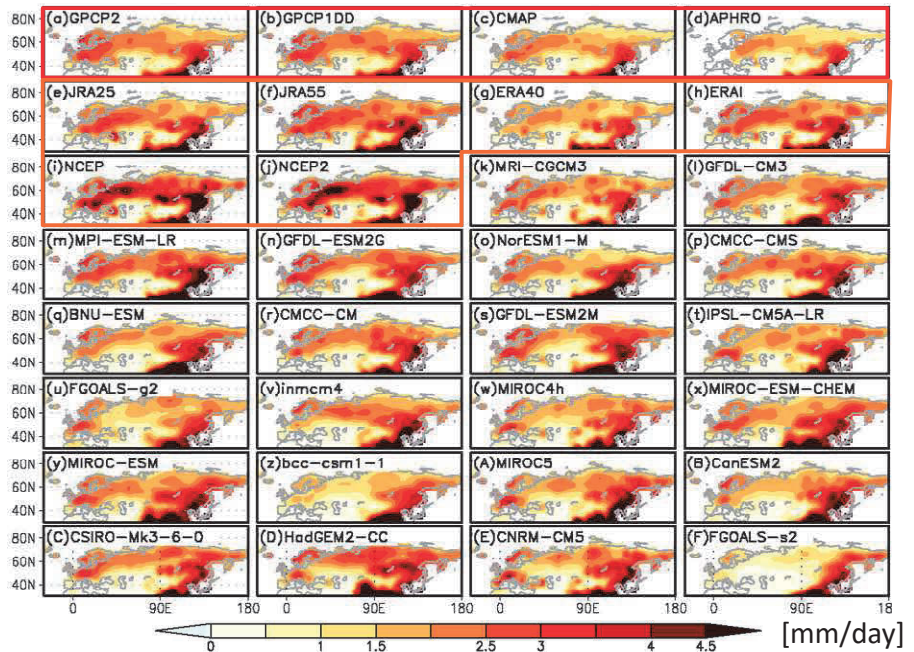 80N (a)GPCP2 (b)GPCP1DD (c)CMAP (d)APHRO
60N
40N
80N (e)JRA25 (f)JRA55 (g)ERA40 (h)ERAI
60N
40N
80N (i)NCEP (j)NCEP2 (k)MRI-CGCM3 (l)GFDL-CM3
60N
40N
80N (m)MPI-ESM-LR (n)GFDL-ESM2G (o)NorESM1-M (p)CMCC-CMS
60N
40N
80N (q)BNU-ESM (r)CMCC-CM (s)GFDL-ESM2M (t)IPSL-CM5A-LR
60N
40N
80N (u)FGOALS-g2 (v)inmcm4 (w)MIROC4h (x)MIROC-ESM-CHEM
60N
40N
80N (y)MIROC-ESM (z)bcc-csm1-1 (A)MIROC5 (B)CanESM2
60N
40N
80N (C)CSIRO-Mk3-6-0 (D)HadGEM2-CC (E)CNRM-CM5 (F)FGOALS-s2
60N
40N
0 90E 180 0 90E 180 0 90E 180 0 90E 18
0 1 1.5 2.5 3 4 4.5 [mm/day]